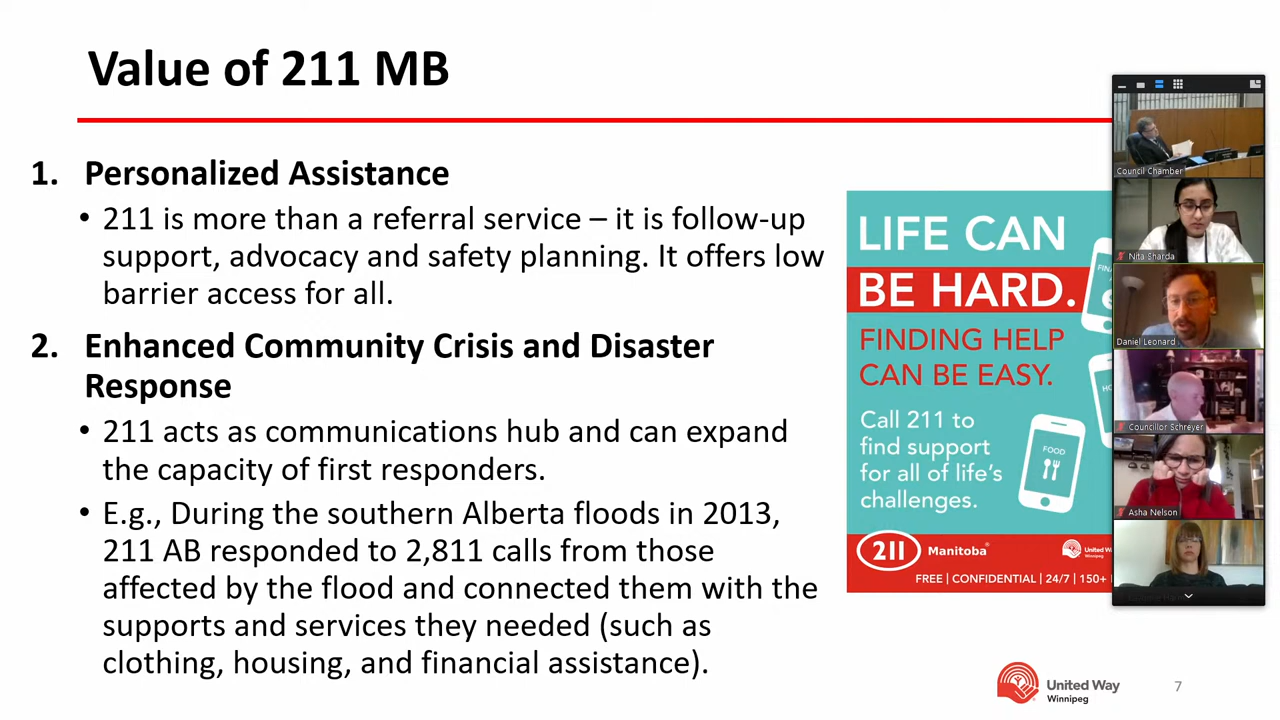 Value of 211 MB
1. Personalized Assistance
• 211 is more than a referral service – it is follow-up
support, advocacy and safety planning. It offers low
barrier access for all.
2. Enhanced Community Crisis and Disaster
Response
• 211 acts as communications hub and can expand
the capacity of first responders.
• E.g., During the southern Alberta floods in 2013,
211 AB responded to 2,811 calls from those
affected by the flood and connected them with the
supports and services they needed (such as
clothing, housing, and financial assistance).
LIFE CAN
BE HARD.
FINDING HELP
CAN BE EASY.
Call 211 to
find support
for all of life's
challenges.
FOOD
211 Manitoba
United Way
Winnipeg
FREE | CONFIDENTIAL | 24/7 | 150+
Council Chamber
Nita Sharda
Daniel Leonard
Councillor Schreyer
Asha Nelson
United Way
Winnipeg
7